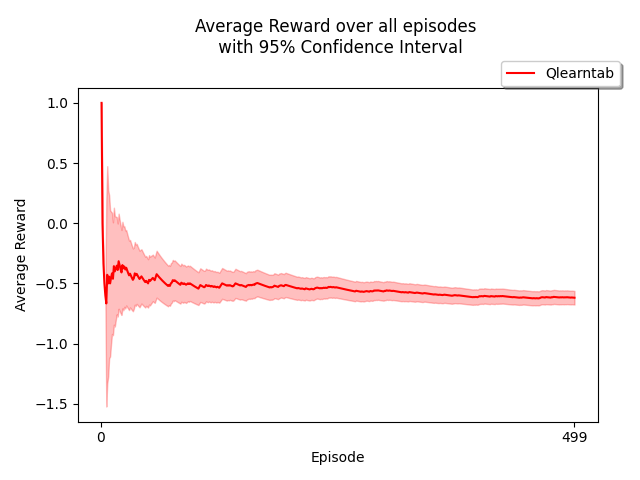 Average Reward over all episodes
with 95% Confidence Interval
Qlearntab
1.0
0.5
0.0
−0.5
−1.0
−1.5
Average Reward
0
499
Episode